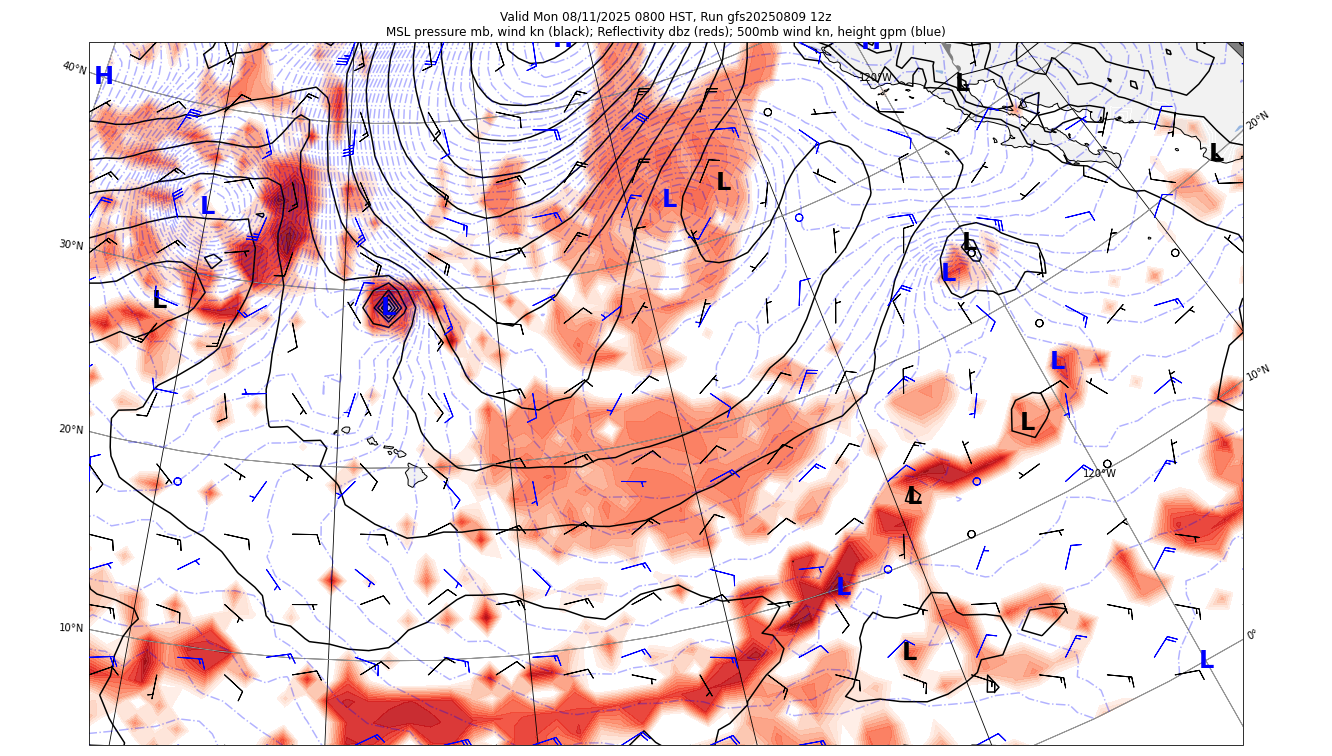 Valid Mon 08/11/2025 0800 HST, Run gfs20250809 12z
MSL pressure mb, wind kn (black); Reflectivity dbz (reds); 500mb wind kn, height gpm (blue)
H
H
H
40°N
120°W
L
20°N
L
L
L
L
30°N
L
L
L
L
L
L
10°N
20°N
L
120°W
L
L
10°N
0°
L
L